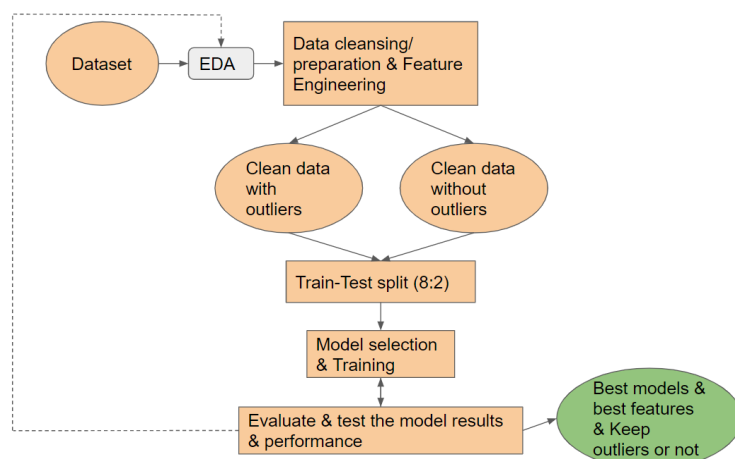 Dataset
EDA
Data cleansing/
preparation & Feature
Engineering
Clean data
with
outliers
Clean data
without
outliers
Train-Test split (8:2)
Model selection
& Training
Evaluate & test the model results
& performance
Best models &
best features
& Keep
outliers or not